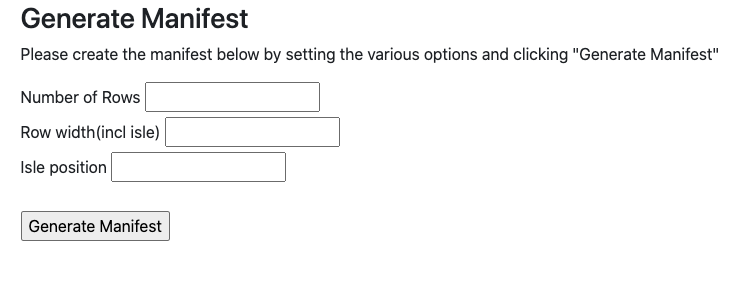 Generate Manifest
Please create the manifest below by setting the various options and clicking "Generate Manifest"
Number of Rows
Row width(incl isle)
Isle position
Generate Manifest